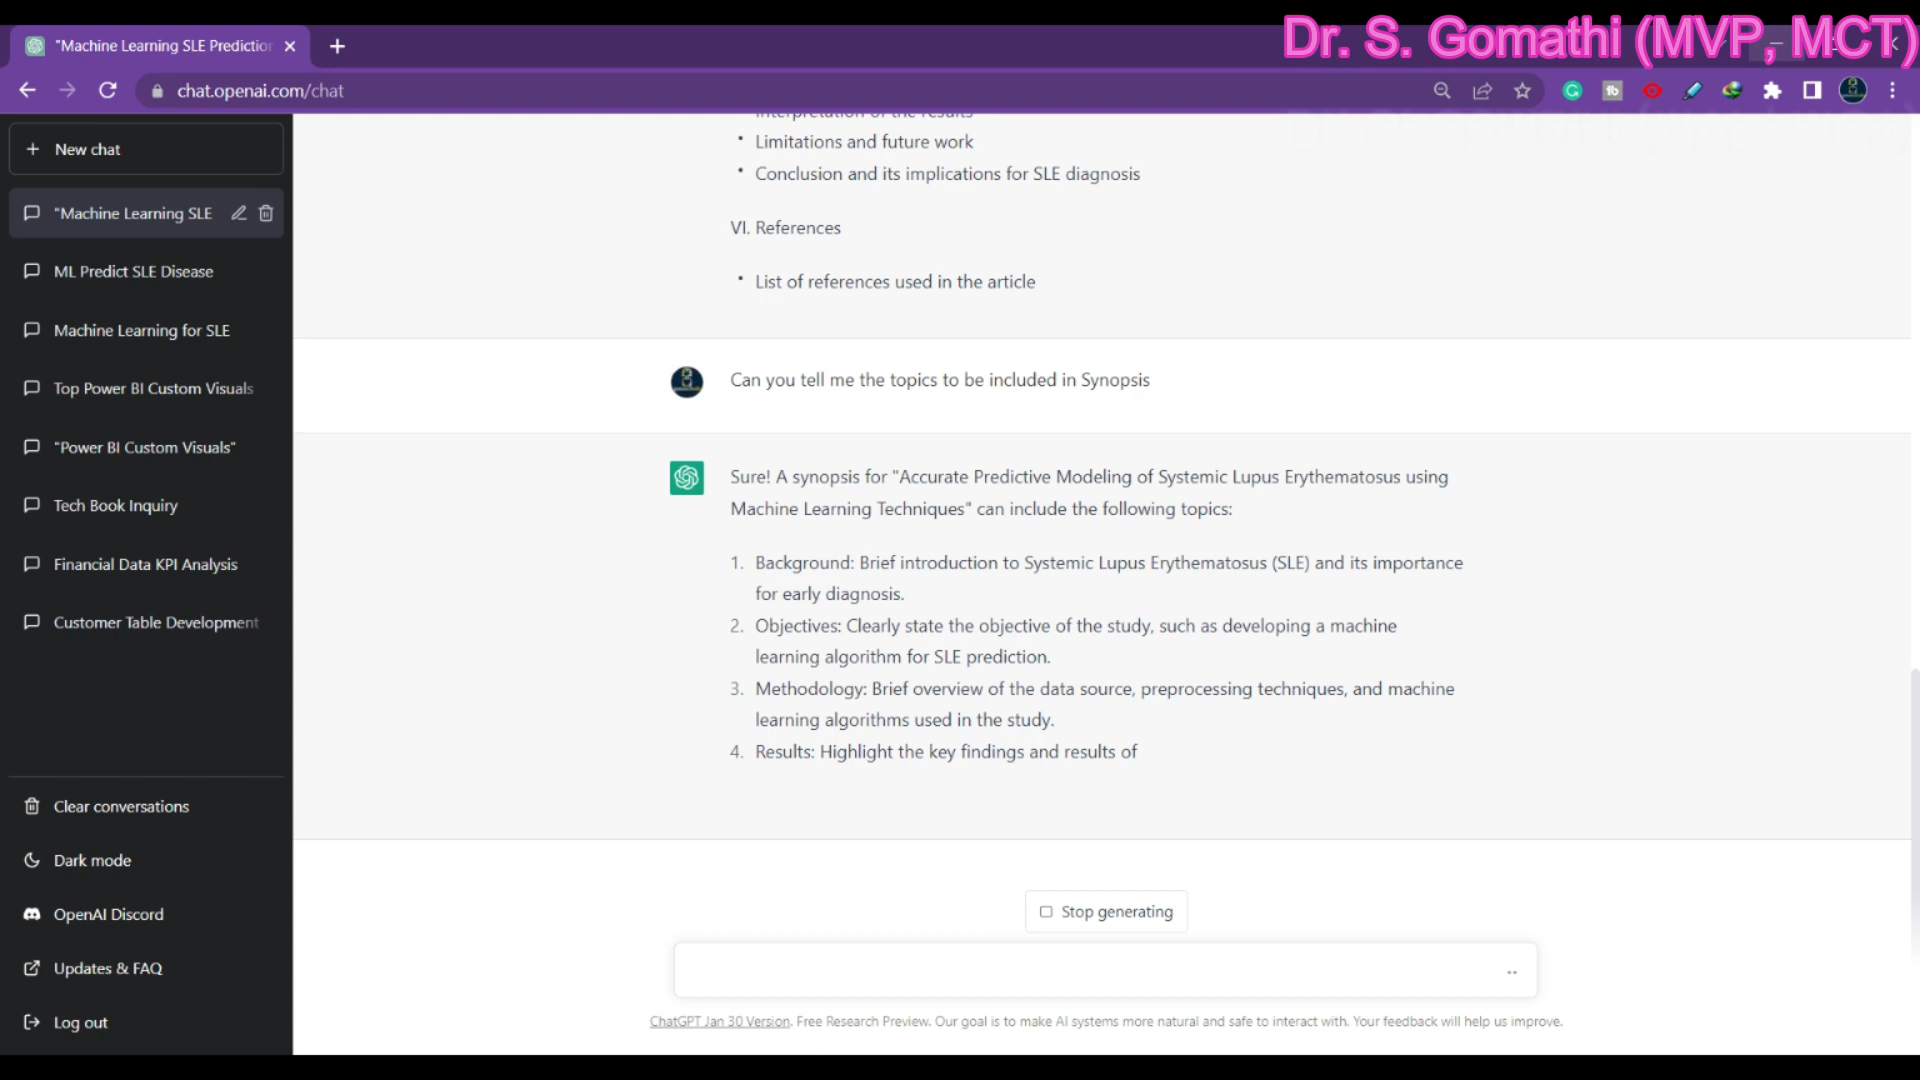 Dr. S. Gomathi (MVP, MCT)
"Machine Learning SLE Prediction
chat.openai.com/chat
New chat
"Machine Learning SLE
ML Predict SLE Disease
Machine Learning for SLE
Top Power BI Custom Visuals
"Power BI Custom Visuals"
Tech Book Inquiry
Financial Data KPI Analysis
Customer Table Development
Clear conversations
Dark mode
OpenAI Discord
Updates & FAQ
Log out
Interpretation of the results
• Limitations and future work
• Conclusion and its implications for SLE diagnosis
VI. References
• List of references used in the article
Can you tell me the topics to be included in Synopsis
Sure! A synopsis for "Accurate Predictive Modeling of Systemic Lupus Erythematosus using
Machine Learning Techniques" can include the following topics:
1. Background: Brief introduction to Systemic Lupus Erythematosus (SLE) and its importance
for early diagnosis.
2. Objectives: Clearly state the objective of the study, such as developing a machine
learning algorithm for SLE prediction.
3. Methodology: Brief overview of the data source, preprocessing techniques, and machine
learning algorithms used in the study.
4. Results: Highlight the key findings and results of
Stop generating
ChatGPT Jan 30 Version. Free Research Preview. Our goal is to make AI systems more natural and safe to interact with. Your feedback will help us improve.